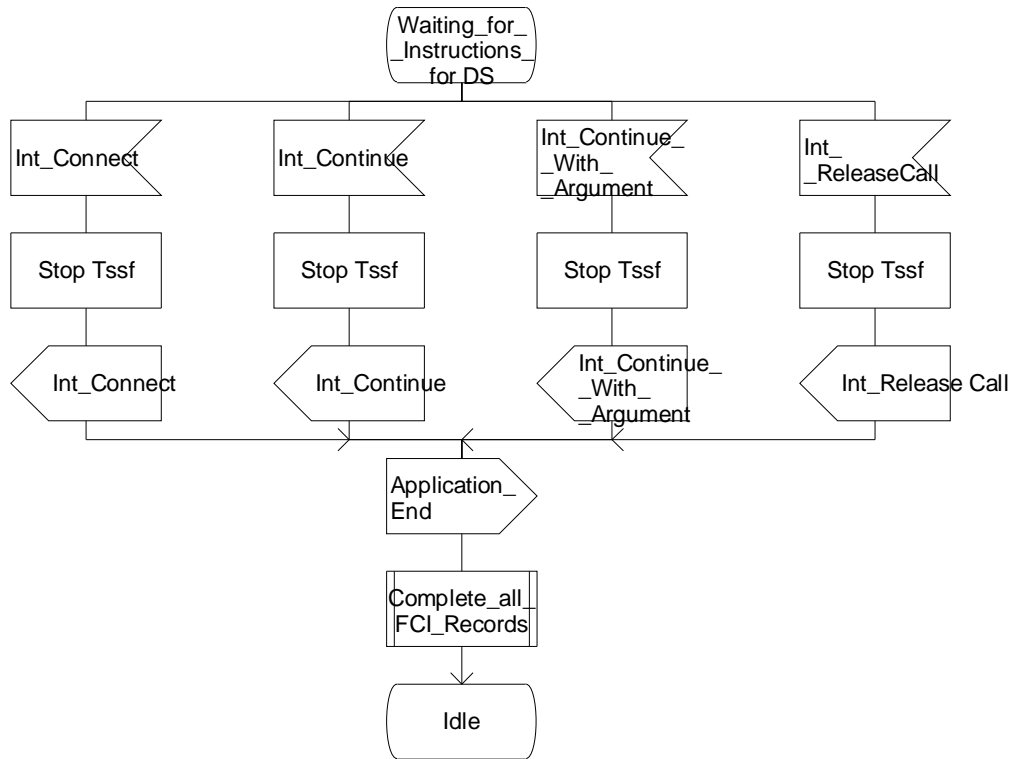 Waiting_for_
_Instructions_
for DS
Int_Connect
Int_Continue
Int_Continue_
_With_
_Argument
Int_
_ReleaseCall
Stop Tssf
Stop Tssf
Stop Tssf
Stop Tssf
Int_Connect
Int_Continue
Int_Continue_
_With_
_Argument
Int_Release Call
Application_
End
Complete_all_
FCI_Records
Idle